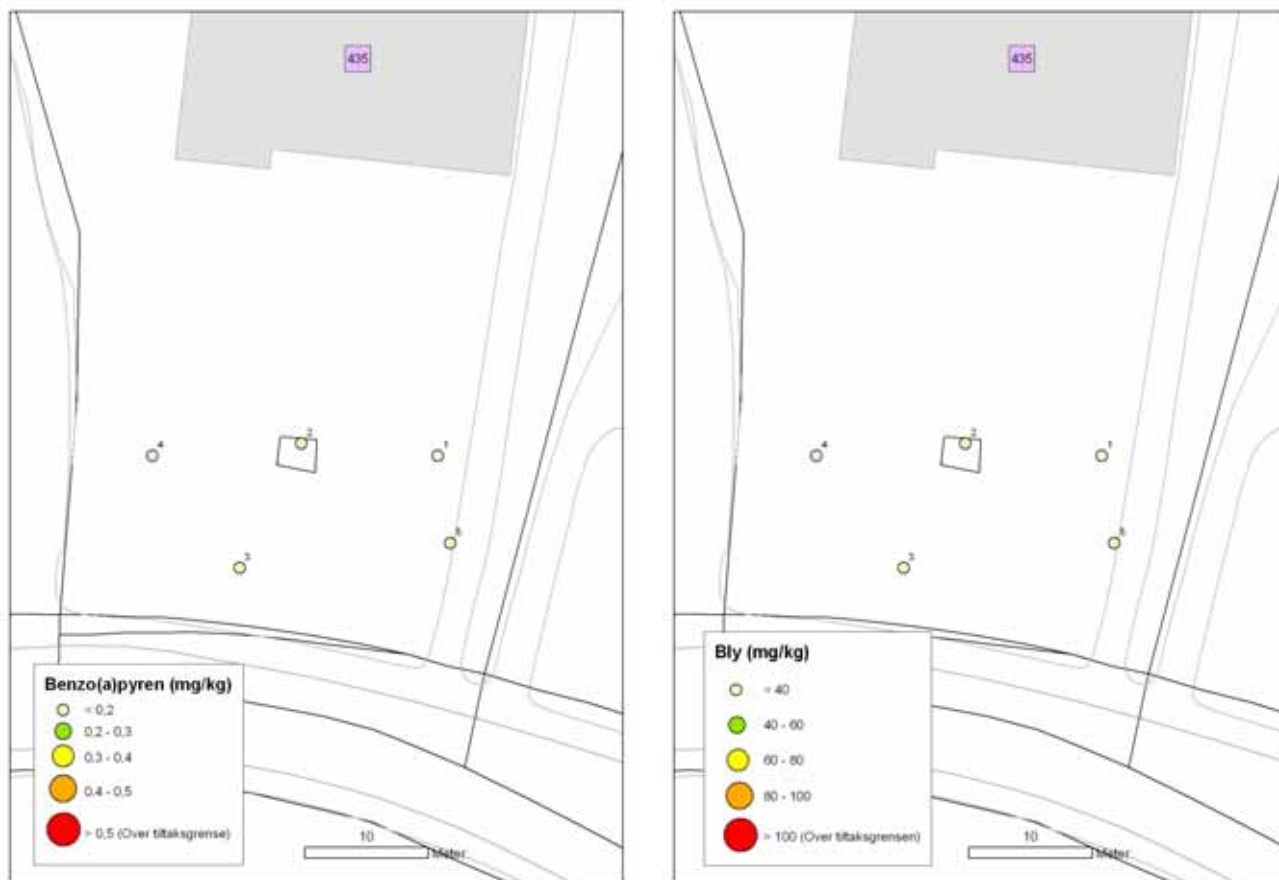 435
4
2
1
5
3
Benzo(a)pyren (mg/kg)
< 0,2
0,2 - 0,3
0,3 - 0,4
0,4 - 0,5
> 0,5 (Over tiltaksgrense)
10
Meter
435
4
2
1
5
3
Bly (mg/kg)
< 40
40 - 60
60 - 80
80 - 100
> 100 (Over tiltaksgrensen)
10
Meter